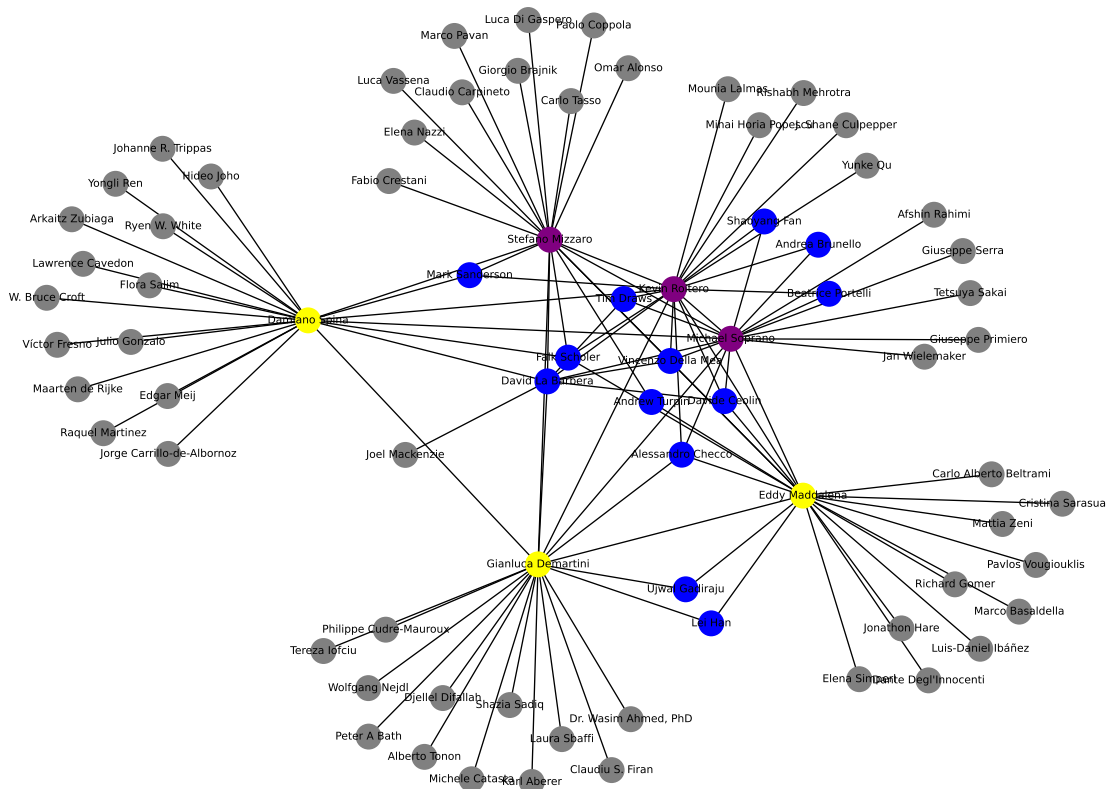 Luca Di Gaspero
Paolo Coppola
Marco Pavan
Giorgio Brajnik
Omar Alonso
Luca Vassena
Claudio Carpineto
Carlo Tasso
Mounia Lalmas
Rishabh Mehrotra
Elena Nazzi
Mihai Horia Popescu
J. Shane Culpepper
Johanne R. Trippas
Yunke Qu
Hideo Joho
Yongli Ren
Fabio Crestani
Arkaitz Zubiaga
Ryen W. White
Shaoyang Fan
Afshin Rahimi
Stefano Mizzaro
Andrea Brunello
Giuseppe Serra
Lawrence Cavedon
Mark Sanderson
Flora Salim
Kevin Roitero
W. Bruce Croft
Tim Draws
Beatrice Portelli
Tetsuya Sakai
Damiano Spina
Víctor Fresno
Julio Gonzalo
Michael Soprano
Giuseppe Primiero
Falk Scholer
Vincenzo Della Mea
Jan Wielemaker
David La Barbera
Maarten de Rijke
Edgar Meij
Andrew Turpin
Davide Ceolin
Raquel Martinez
Jorge Carrillo-de-Albornoz
Joel Mackenzie
Alessandro Checco
Carlo Alberto Beltrami
Eddy Maddalena
Cristina Sarasua
Mattia Zeni
Gianluca Demartini
Pavlos Vougiouklis
Ujwal Gadiraju
Richard Gomer
Marco Basaldella
Lei Han
Philippe Cudre-Mauroux
Jonathon Hare
Tereza Iofciu
Luis-Daniel Ibáñez
Elena Simperl
Dante Degl'Innocenti
Wolfgang Nejdl
Djellel Difallah
Shazia Sadiq
Dr. Wasim Ahmed, PhD
Peter A Bath
Laura Sbaffi
Alberto Tonon
Claudiu S. Firan
Michele Catasta
Karl Aberer